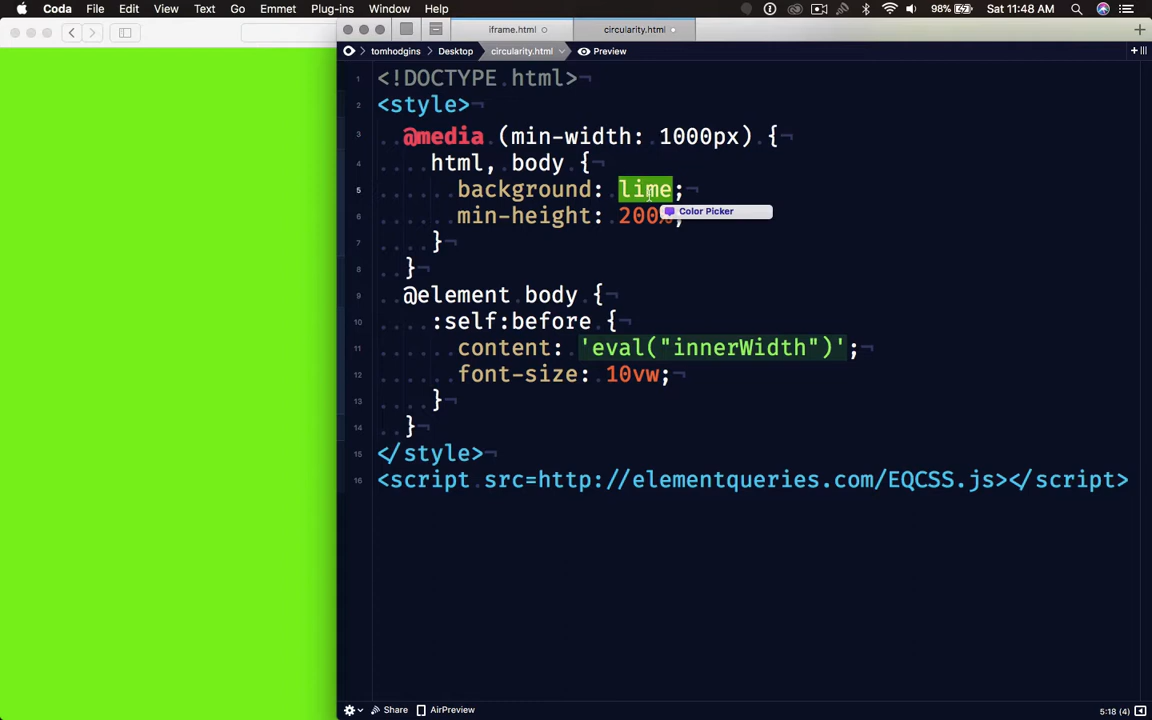 Coda File Edit View Text Go Emmet Plug-ins Window Help 98% Sat 11:48 AM
iframe.html circularity.html
tomhodgins Desktop circularity.html Preview
1 <!DOCTYPE html>
2 <style>
3 @media (min-width: 1000px) {
4 html, body {
5 background: lime;
Color Picker
6 min-height: 200%;
7 }
8 }
9 @element body {
10 :self:before {
11 content: 'eval("innerWidth")';
12 font-size: 10vw;
13 }
14 }
15 </style>
16 <script src=http://elementqueries.com/EQCSS.js></script>
Share AirPreview 5:18 (4)